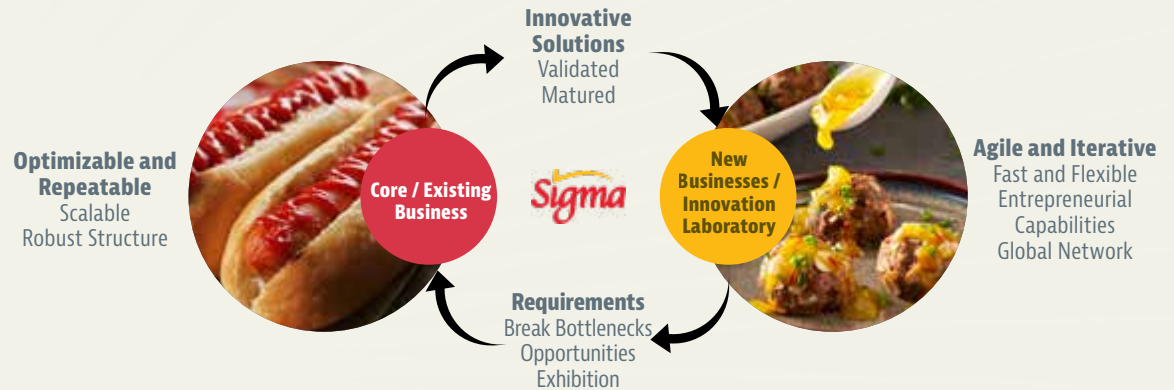 Innovative
Solutions
Validated
Matured
Optimizable and
Repeatable
Scalable
Robust Structure
Core / Existing
Business
Sigma
New
Businesses /
Innovation
Laboratory
Agile and Iterative
Fast and Flexible
Entrepreneurial
Capabilities
Global Network
Requirements
Break Bottlenecks
Opportunities
Exhibition